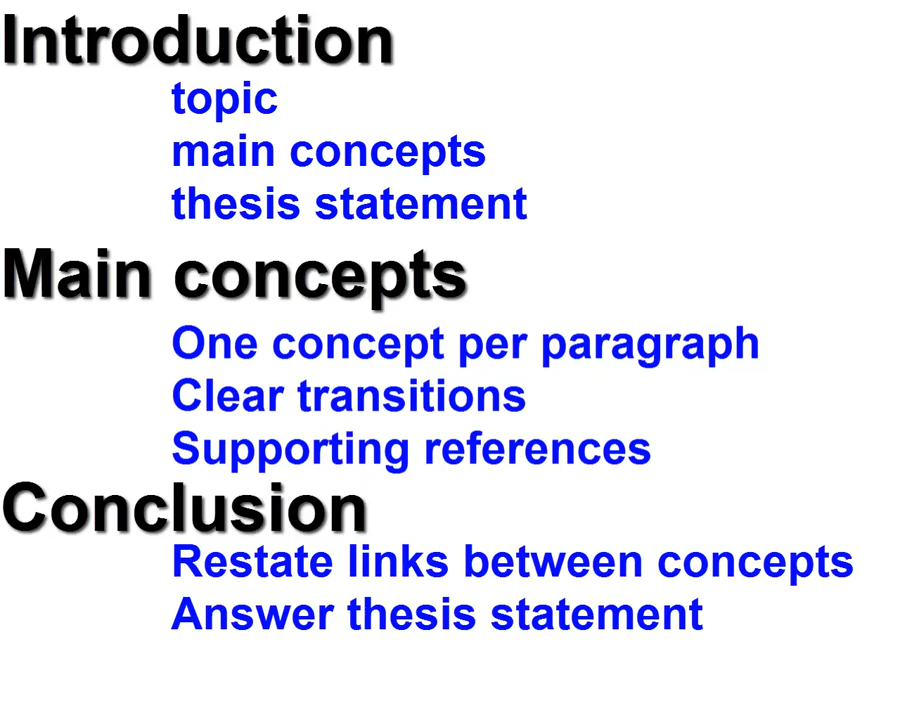 Introduction
topic
main concepts
thesis statement
Main concepts
One concept per paragraph
Clear transitions
Supporting references
Conclusion
Restate links between concepts
Answer thesis statement